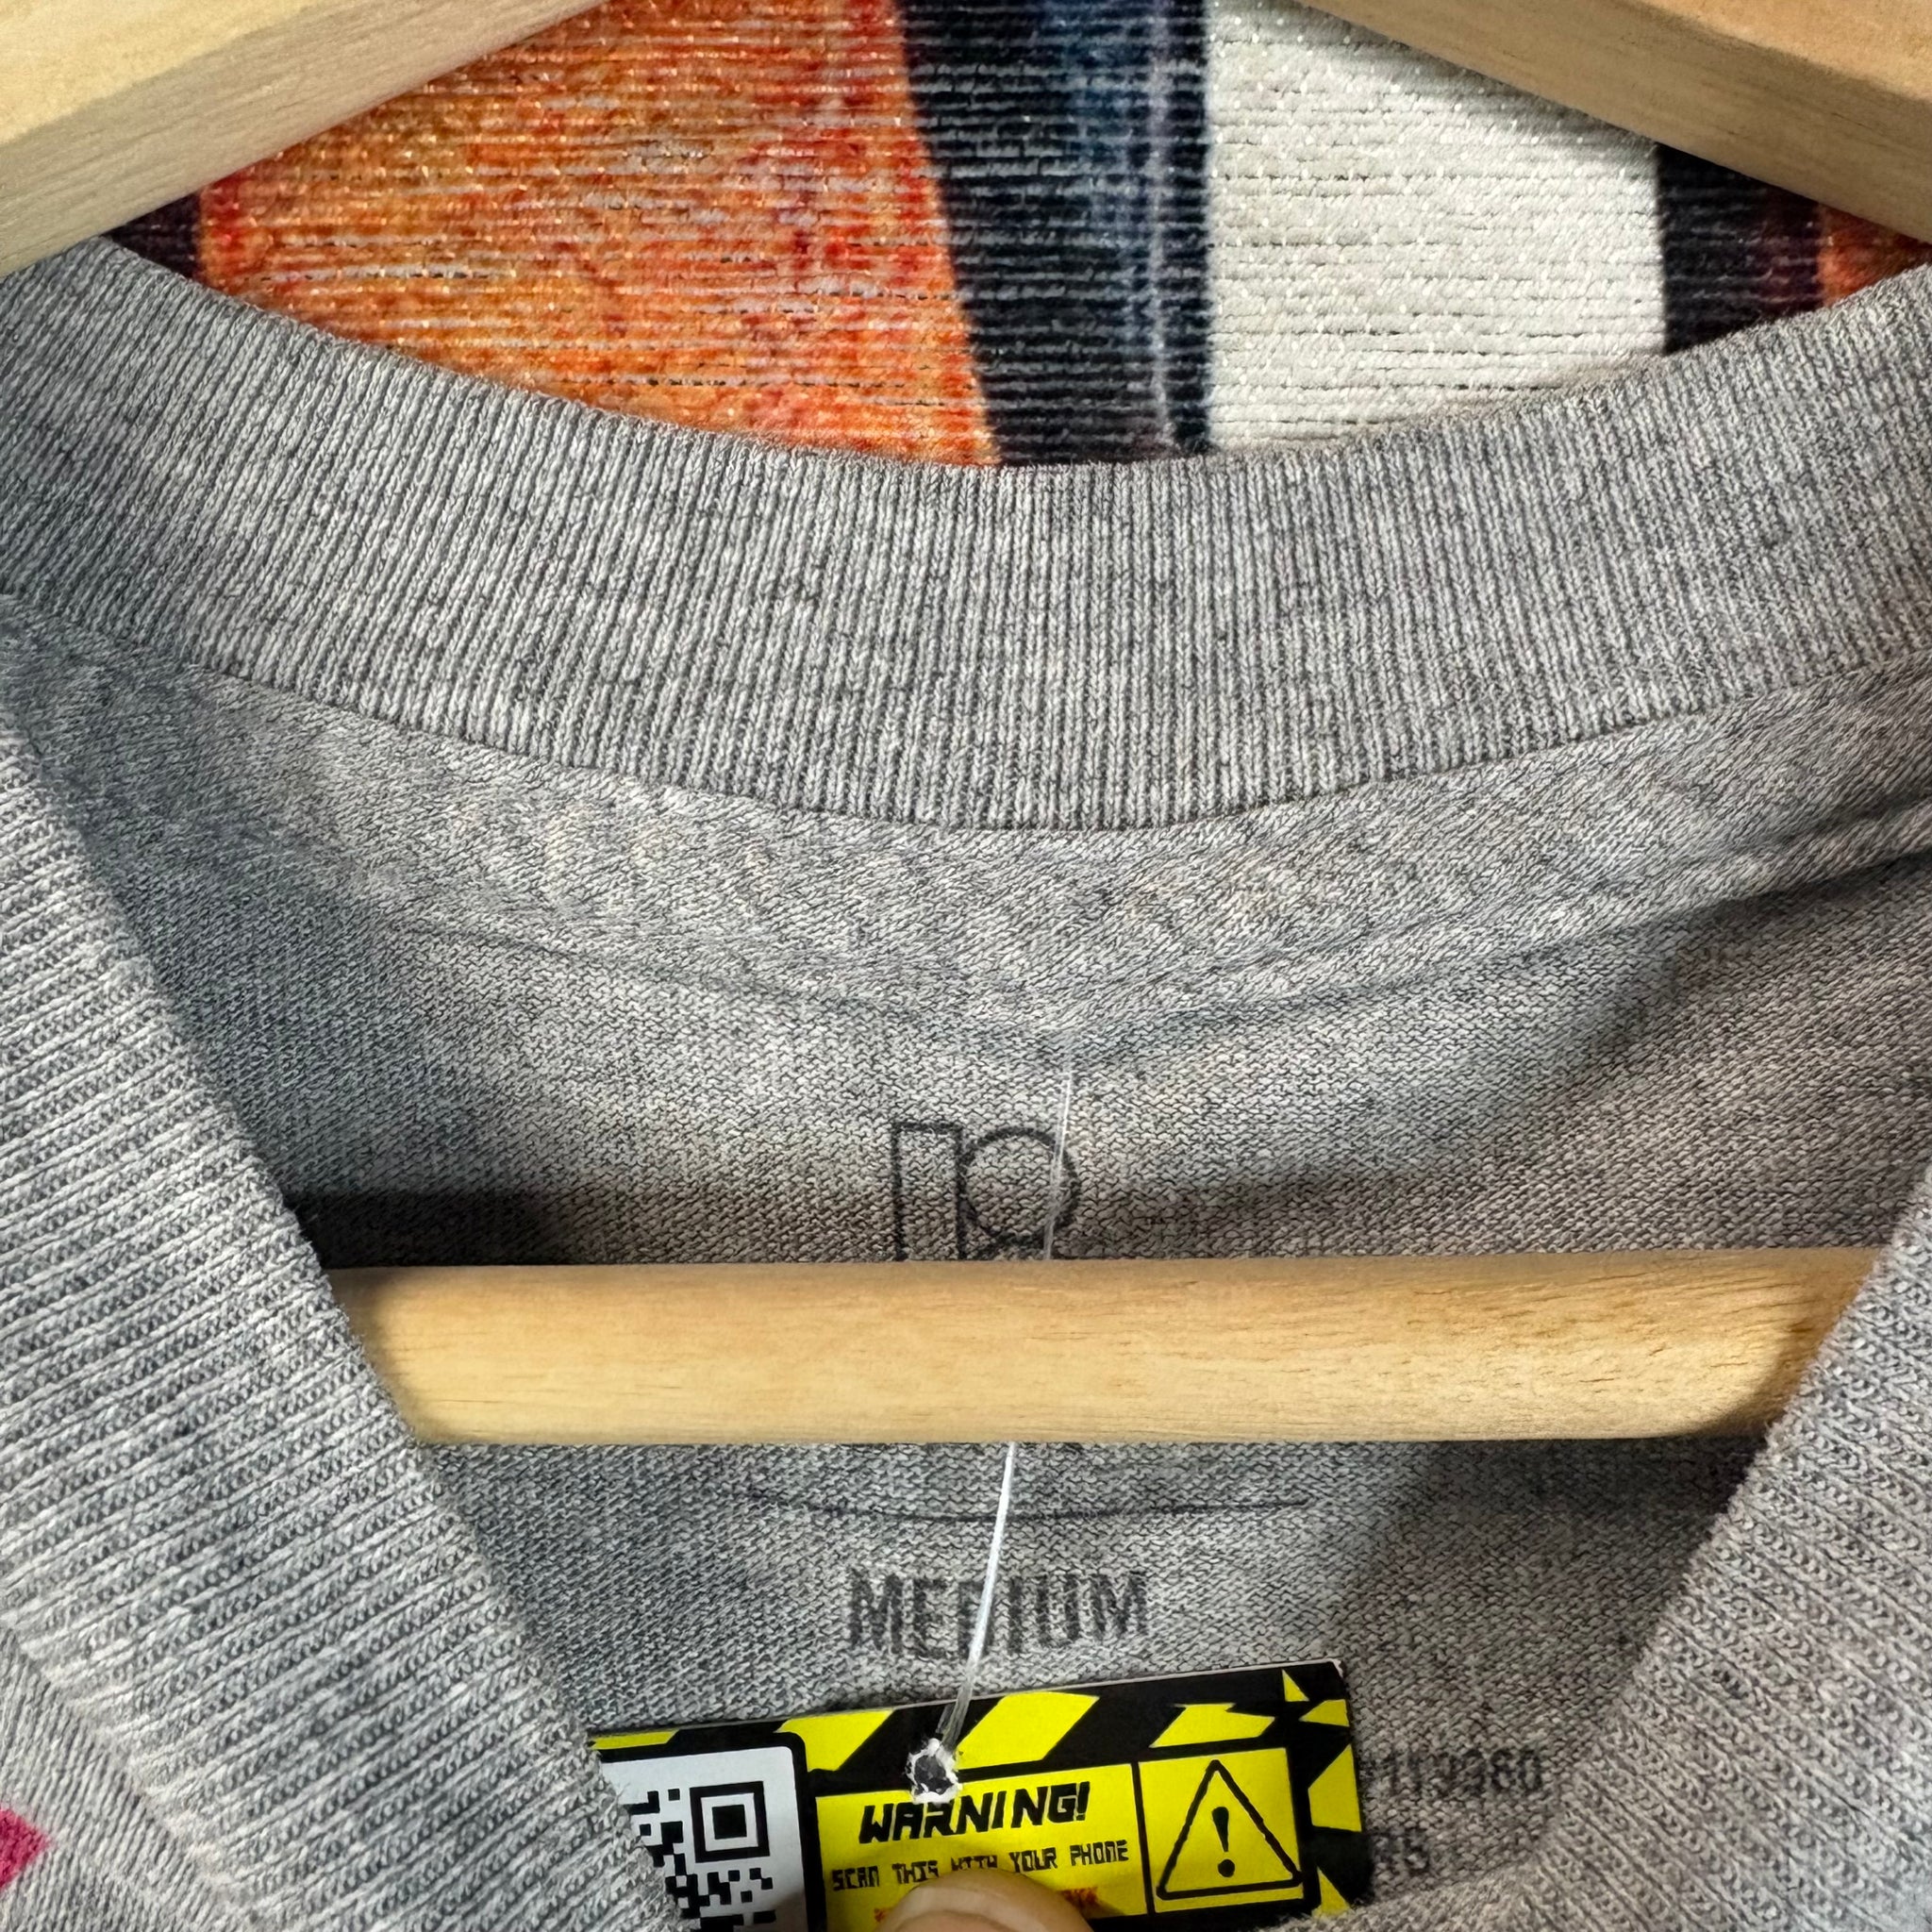 R
MEDIUM
WARNING!
SCAN THIS WITH YOUR PHONE